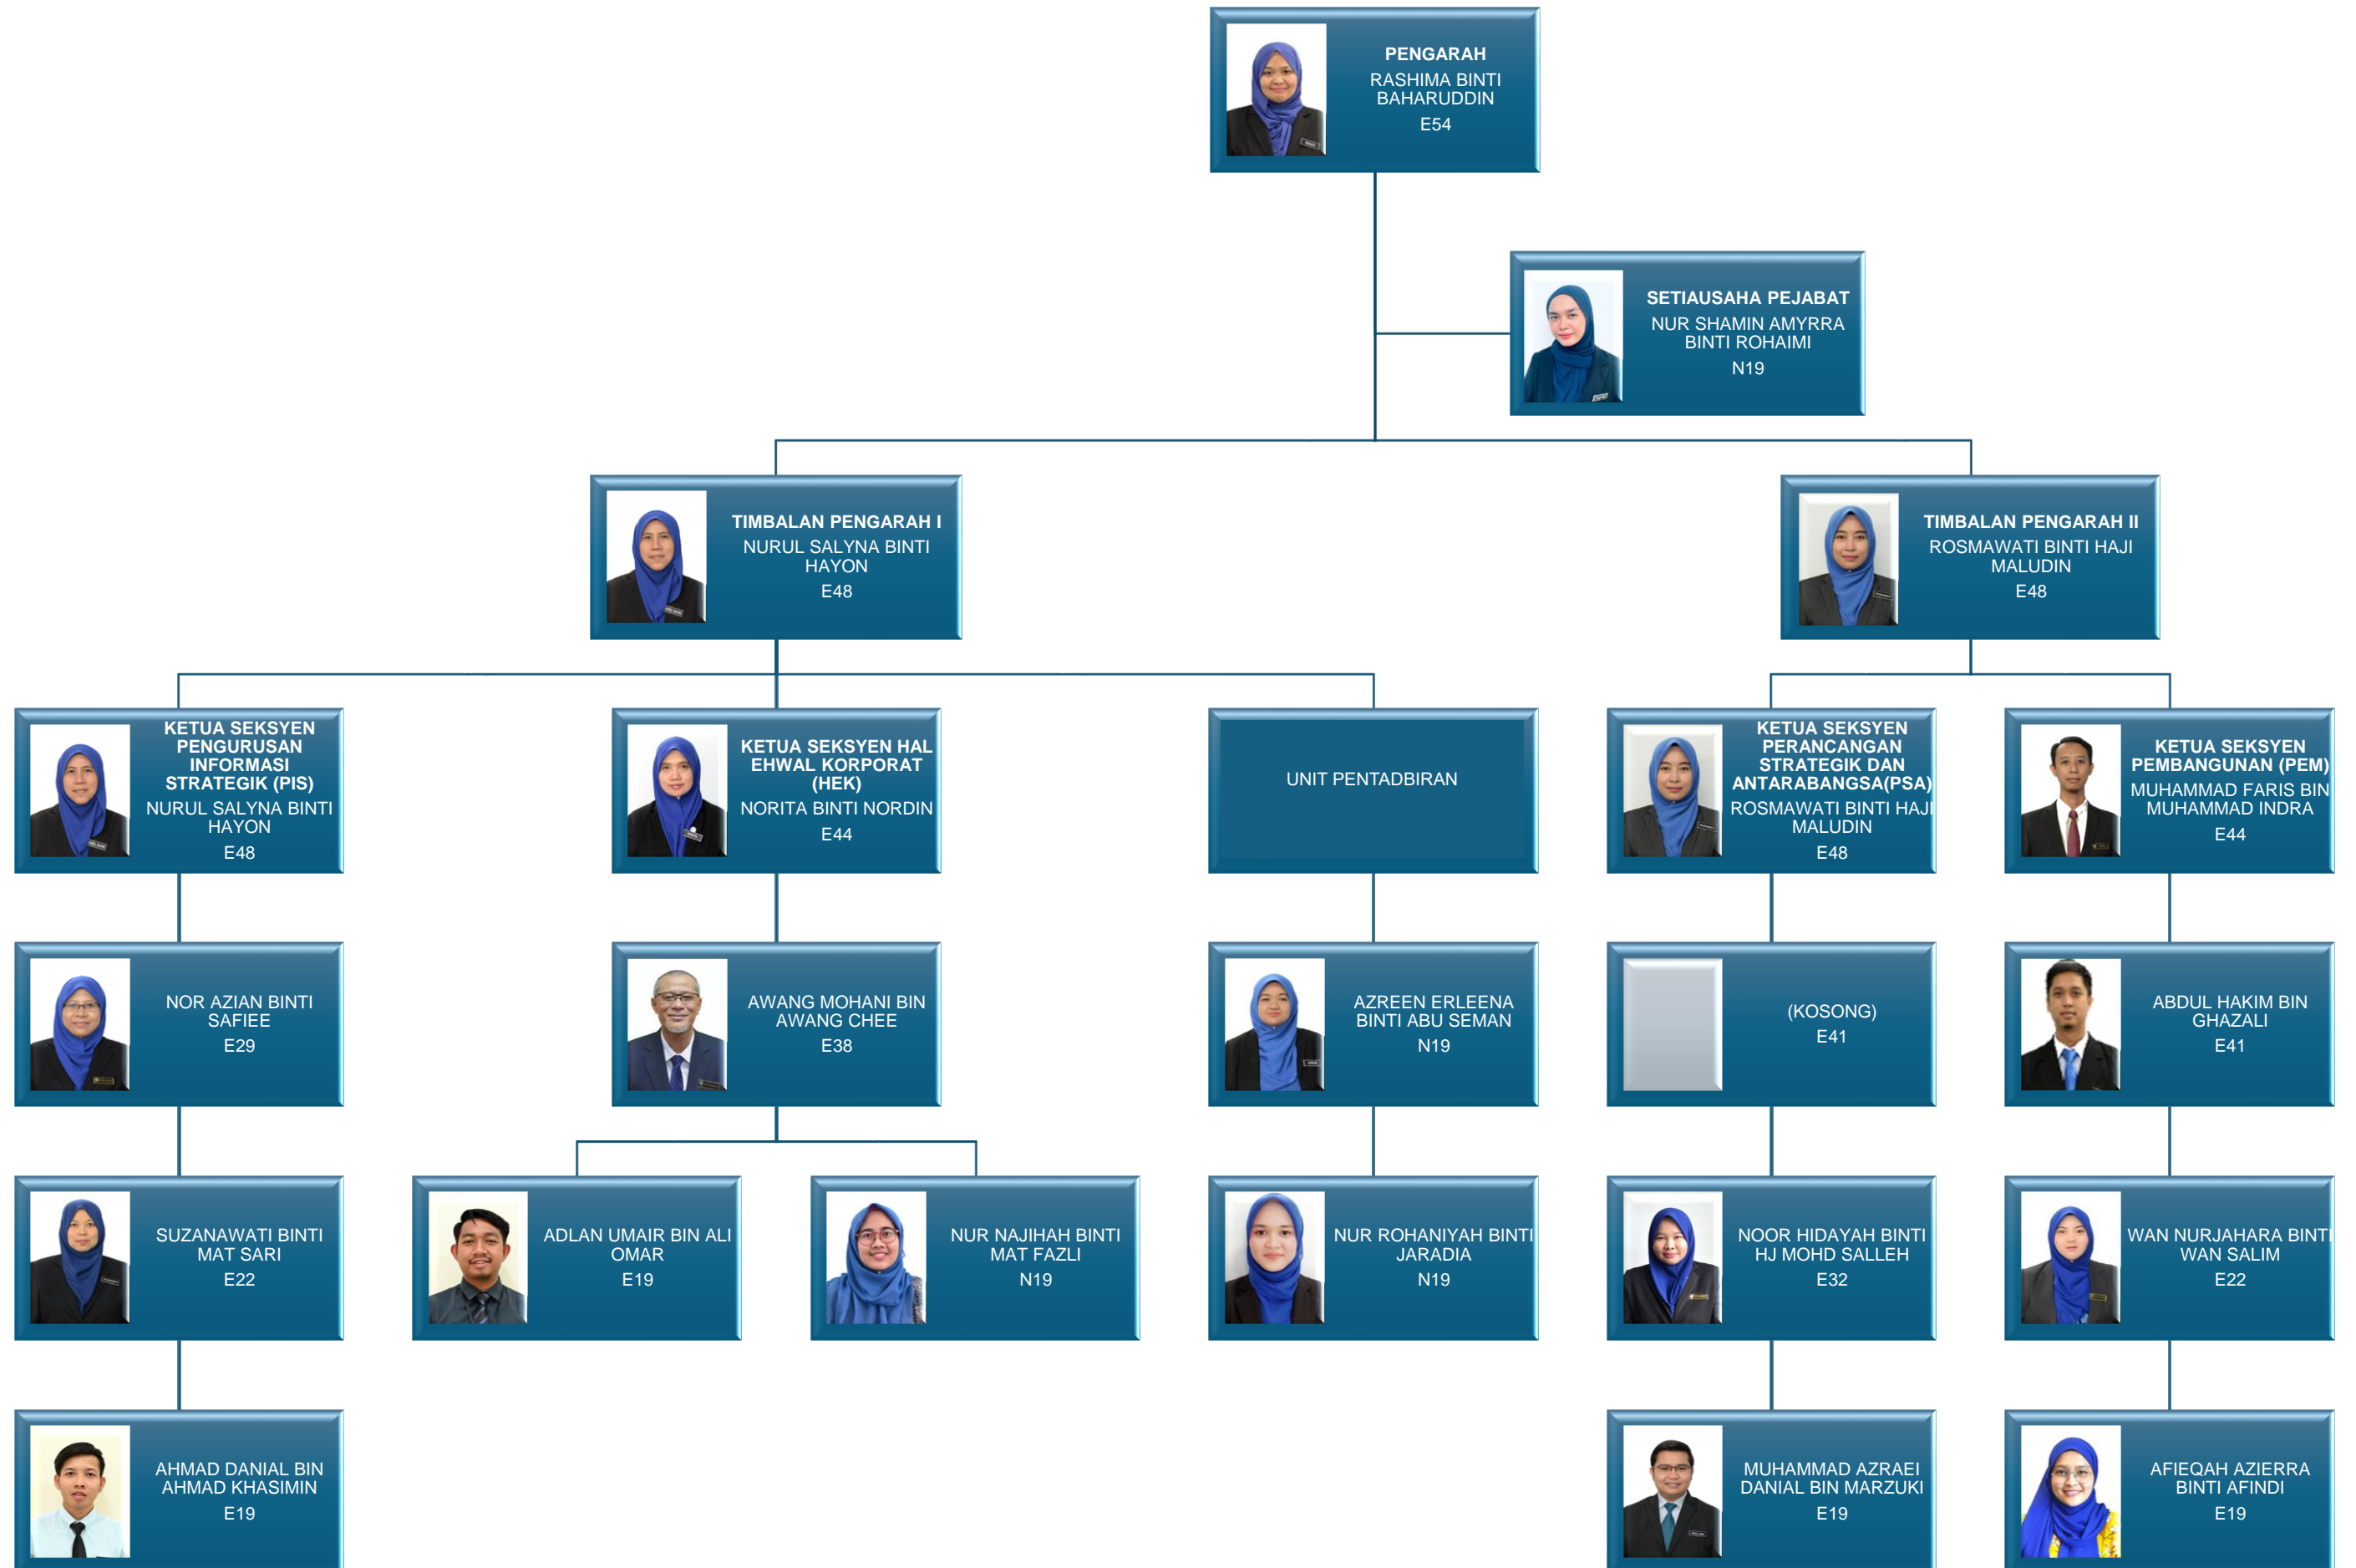 PENGARAH
RASHIMA BINTI
BAHARUDDIN
E54
SETIAUSAHA PEJABAT
NUR SHAMIN AMYRRA
BINTI ROHAIMI
N19
TIMBALAN PENGARAH I
NURUL SALYNA BINTI
HAYON
E48
TIMBALAN PENGARAH II
ROSMAWATI BINTI HAJI
MALUDIN
E48
KETUA SEKSYEN
PENGURUSAN
INFORMASI
STRATEGIK (PIS)
NURUL SALYNA BINTI
HAYON
E48
KETUA SEKSYEN HAL
EHWAL KORPORAT
(HEK)
NORITA BINTI NORDIN
E44
UNIT PENTADBIRAN
KETUA SEKSYEN
PERANCANGAN
STRATEGIK DAN
ANTARABANGSA(PSA)
ROSMAWATI BINTI HAJI
MALUDIN
E48
KETUA SEKSYEN
PEMBANGUNAN (PEM)
MUHAMMAD FARIS BIN
MUHAMMAD INDRA
E44
NOR AZIAN BINTI
SAFIEE
E29
AWANG MOHANI BIN
AWANG CHEE
E38
AZREEN ERLEENA
BINTI ABU SEMAN
N19
(KOSONG)
E41
ABDUL HAKIM BIN
GHAZALI
E41
SUZANAWATI BINTI
MAT SARI
E22
ADLAN UMAIR BIN ALI
OMAR
E19
NUR NAJIHAH BINTI
MAT FAZLI
N19
NUR ROHANIYAH BINTI
JARADIA
N19
NOOR HIDAYAH BINTI
HJ MOHD SALLEH
E32
WAN NURJAHARA BINTI
WAN SALIM
E22
AHMAD DANIAL BIN
AHMAD KHASIMIN
E19
MUHAMMAD AZRAEI
DANIAL BIN MARZUKI
E19
AFIEQAH AZIERRA
BINTI AFINDI
E19